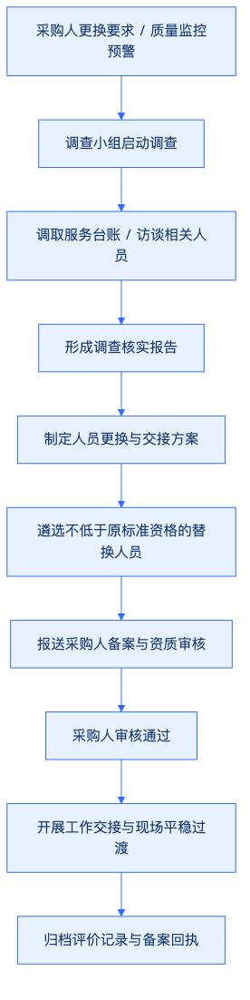 采购人更换要求 / 质量监控
预警
调查小组启动调查
调取服务台账 / 访谈相关人
员
形成调查核实报告
制定人员更换与交接方案
遴选不低于原标准资格的替
换人员
报送采购人备案与资质审核
采购人审核通过
开展工作交接与现场平稳过
渡
归档评价记录与备案回执